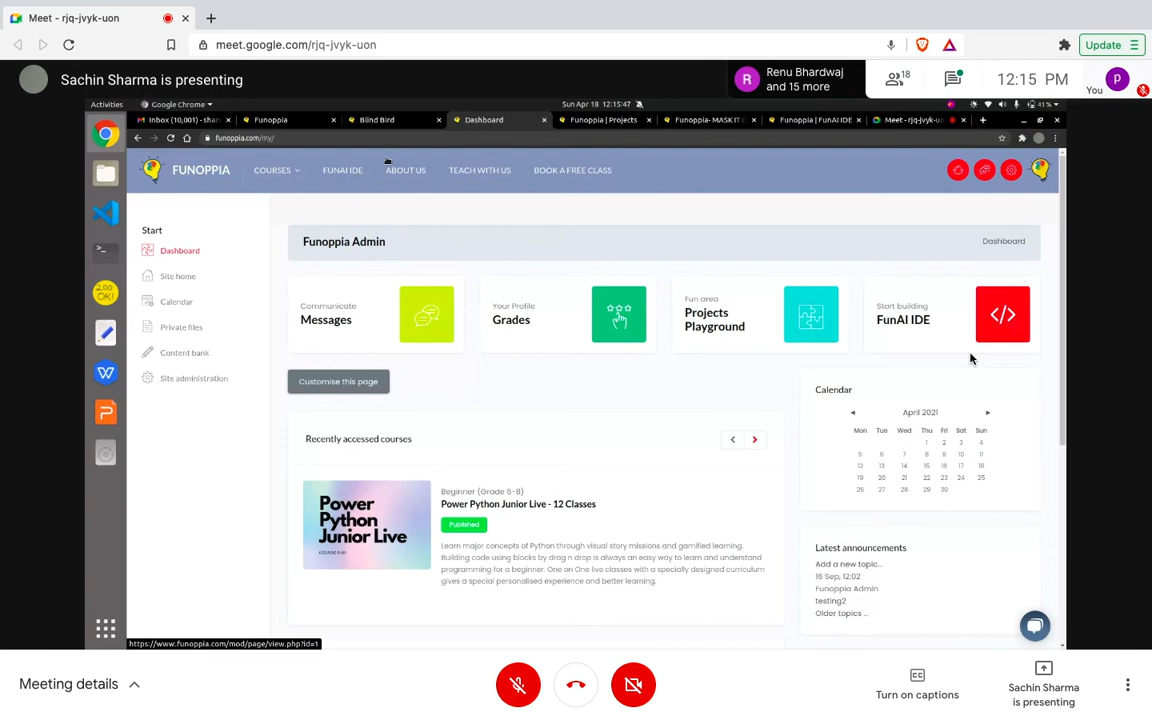 Meet - rjq-jvyk-uon
meet.google.com/rjq-jvyk-uon
Update
Sachin Sharma is presenting
R
Renu Bhardwaj
and 15 more
18
12:15 PM
You
P
Activities
Google Chrome
Sun Apr 18 12:15:47
41%
Inbox (10,001) - shar
Funoppia
Blind Bird
Dashboard
Funoppia | Projects
Funoppia- MASK IT C
Funoppia | FunAI IDE
Meet - rjq-jvyk-uo
funoppia.com/my/
FUNOPPIA
COURSES
FUNAI IDE
ABOUT US
TEACH WITH US
BOOK A FREE CLASS
Start
Dashboard
Site home
Calendar
Private files
Content bank
Site administration
Funoppia Admin
Dashboard
Communicate
Messages
Your Profile
Grades
Fun area
Projects
Playground
Start building
FunAI IDE
</>
Customise this page
Recently accessed courses
Power
Python
Junior Live
Beginner (Grade 6-8)
Power Python Junior Live - 12 Classes
Published
Learn major concepts of Python through visual story missions and gamified learning.
Building code using blocks by drag n drop is always an easy way to learn and understand
programming for a beginner. One on One live classes with a specially designed curriculum
gives a special personalised experience and better learning.
Calendar
April 2021
Mon Tue Wed Thu Fri Sat Sun
1 2 3 4
5 6 7 8 9 10 11
12 13 14 15 16 17 18
19 20 21 22 23 24 25
26 27 28 29 30
Latest announcements
Add a new topic...
16 Sep, 12:02
Funoppia Admin
testing2
Older topics ...
https://www.funoppia.com/mod/page/view.php?id=1
Meeting details
Turn on captions
Sachin Sharma
is presenting